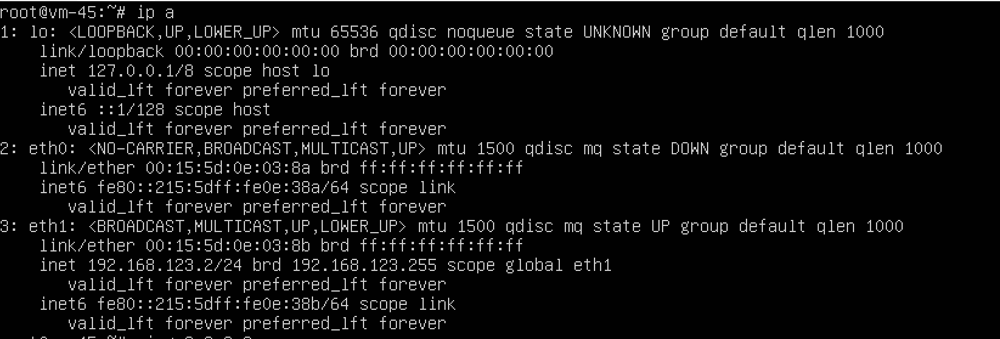 root@vm-45:~# ip a
1: lo: <LOOPBACK,UP,LOWER_UP> mtu 65536 qdisc noqueue state UNKNOWN group default qlen 1000
link/loopback 00:00:00:00:00:00 brd 00:00:00:00:00:00
inet 127.0.0.1/8 scope host lo
valid_lft forever preferred_lft forever
inet6 ::1/128 scope host
valid_lft forever preferred_lft forever
2: eth0: <NO-CARRIER,BROADCAST,MULTICAST,UP> mtu 1500 qdisc mq state DOWN group default qlen 1000
link/ether 00:15:5d:0e:03:8a brd ff:ff:ff:ff:ff:ff
inet6 fe80::215:5dff:fe0e:38a/64 scope link
valid_lft forever preferred_lft forever
3: eth1: <BROADCAST,MULTICAST,UP,LOWER_UP> mtu 1500 qdisc mq state UP group default qlen 1000
link/ether 00:15:5d:0e:03:8b brd ff:ff:ff:ff:ff:ff
inet 192.168.123.2/24 brd 192.168.123.255 scope global eth1
valid_lft forever preferred_lft forever
inet6 fe80::215:5dff:fe0e:38b/64 scope link
valid_lft forever preferred_lft forever